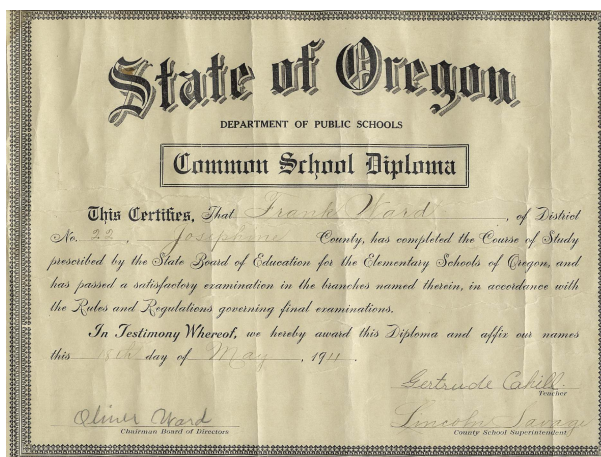 State of Oregon
DEPARTMENT OF PUBLIC SCHOOLS
Common School Diploma
This Certifies, That Frank Ward, of District
No. 22, Josephine County, has completed the Course of Study
prescribed by the State Board of Education for the Elementary Schools of Oregon, and
has passed a satisfactory examination in the branches named therein, in accordance with
the Rules and Regulations governing final examinations.
In Testimony Whereof, we hereby award this Diploma and affix our names
this 18th day of May, 1911.
Gertrude Cahill.
Teacher
Oliver Ward
Chairman Board of Directors
Lincoln Savage
County School Superintendent